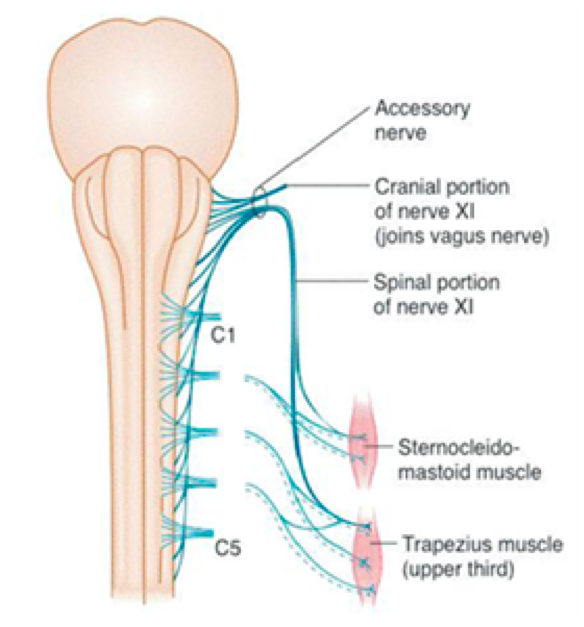 Accessory
nerve
Cranial portion
of nerve XI
(joins vagus nerve)
Spinal portion
of nerve XI
C1
Sternocleido-
mastoid muscle
C5
Trapezius muscle
(upper third)